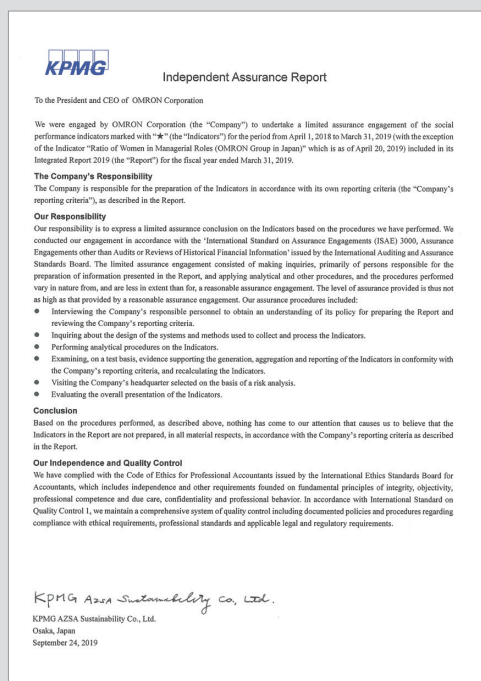 KPMG
Independent Assurance Report
To the President and CEO of OMRON Corporation
We were engaged by OMRON Corporation (the “Company”) to undertake a limited assurance engagement of the social
performance indicators marked with “★” (the “Indicators”) for the period from April 1, 2018 to March 31, 2019 (with the exception
of the Indicator “Ratio of Women in Managerial Roles (OMRON Group in Japan)” which is as of April 20, 2019) included in its
Integrated Report 2019 (the “Report”) for the fiscal year ended March 31, 2019.
The Company’s Responsibility
The Company is responsible for the preparation of the Indicators in accordance with its own reporting criteria (the “Company’s
reporting criteria”), as described in the Report.
Our Responsibility
Our responsibility is to express a limited assurance conclusion on the Indicators based on the procedures we have performed. We
conducted our engagement in accordance with the ‘International Standard on Assurance Engagements (ISAE) 3000, Assurance
Engagements other than Audits or Reviews of Historical Financial Information’ issued by the International Auditing and Assurance
Standards Board. The limited assurance engagement consisted of making inquiries, primarily of persons responsible for the
preparation of information presented in the Report, and applying analytical and other procedures, and the procedures performed
vary in nature from, and are less in extent than for, a reasonable assurance engagement. The level of assurance provided is thus not
as high as that provided by a reasonable assurance engagement. Our assurance procedures included:
● Interviewing the Company’s responsible personnel to obtain an understanding of its policy for preparing the Report and
reviewing the Company’s reporting criteria.
● Inquiring about the design of the systems and methods used to collect and process the Indicators.
● Performing analytical procedures on the Indicators.
● Examining, on a test basis, evidence supporting the generation, aggregation and reporting of the Indicators in conformity with
the Company’s reporting criteria, and recalculating the Indicators.
● Visiting the Company’s headquarter selected on the basis of a risk analysis.
● Evaluating the overall presentation of the Indicators.
Conclusion
Based on the procedures performed, as described above, nothing has come to our attention that causes us to believe that the
Indicators in the Report are not prepared, in all material respects, in accordance with the Company’s reporting criteria as described
in the Report.
Our Independence and Quality Control
We have complied with the Code of Ethics for Professional Accountants issued by the International Ethics Standards Board for
Accountants, which includes independence and other requirements founded on fundamental principles of integrity, objectivity,
professional competence and due care, confidentiality and professional behavior. In accordance with International Standard on
Quality Control 1, we maintain a comprehensive system of quality control including documented policies and procedures regarding
compliance with ethical requirements, professional standards and applicable legal and regulatory requirements.
KPMG AZSA Sustainability Co., Ltd.
KPMG AZSA Sustainability Co., Ltd.
Osaka, Japan
September 24, 2019